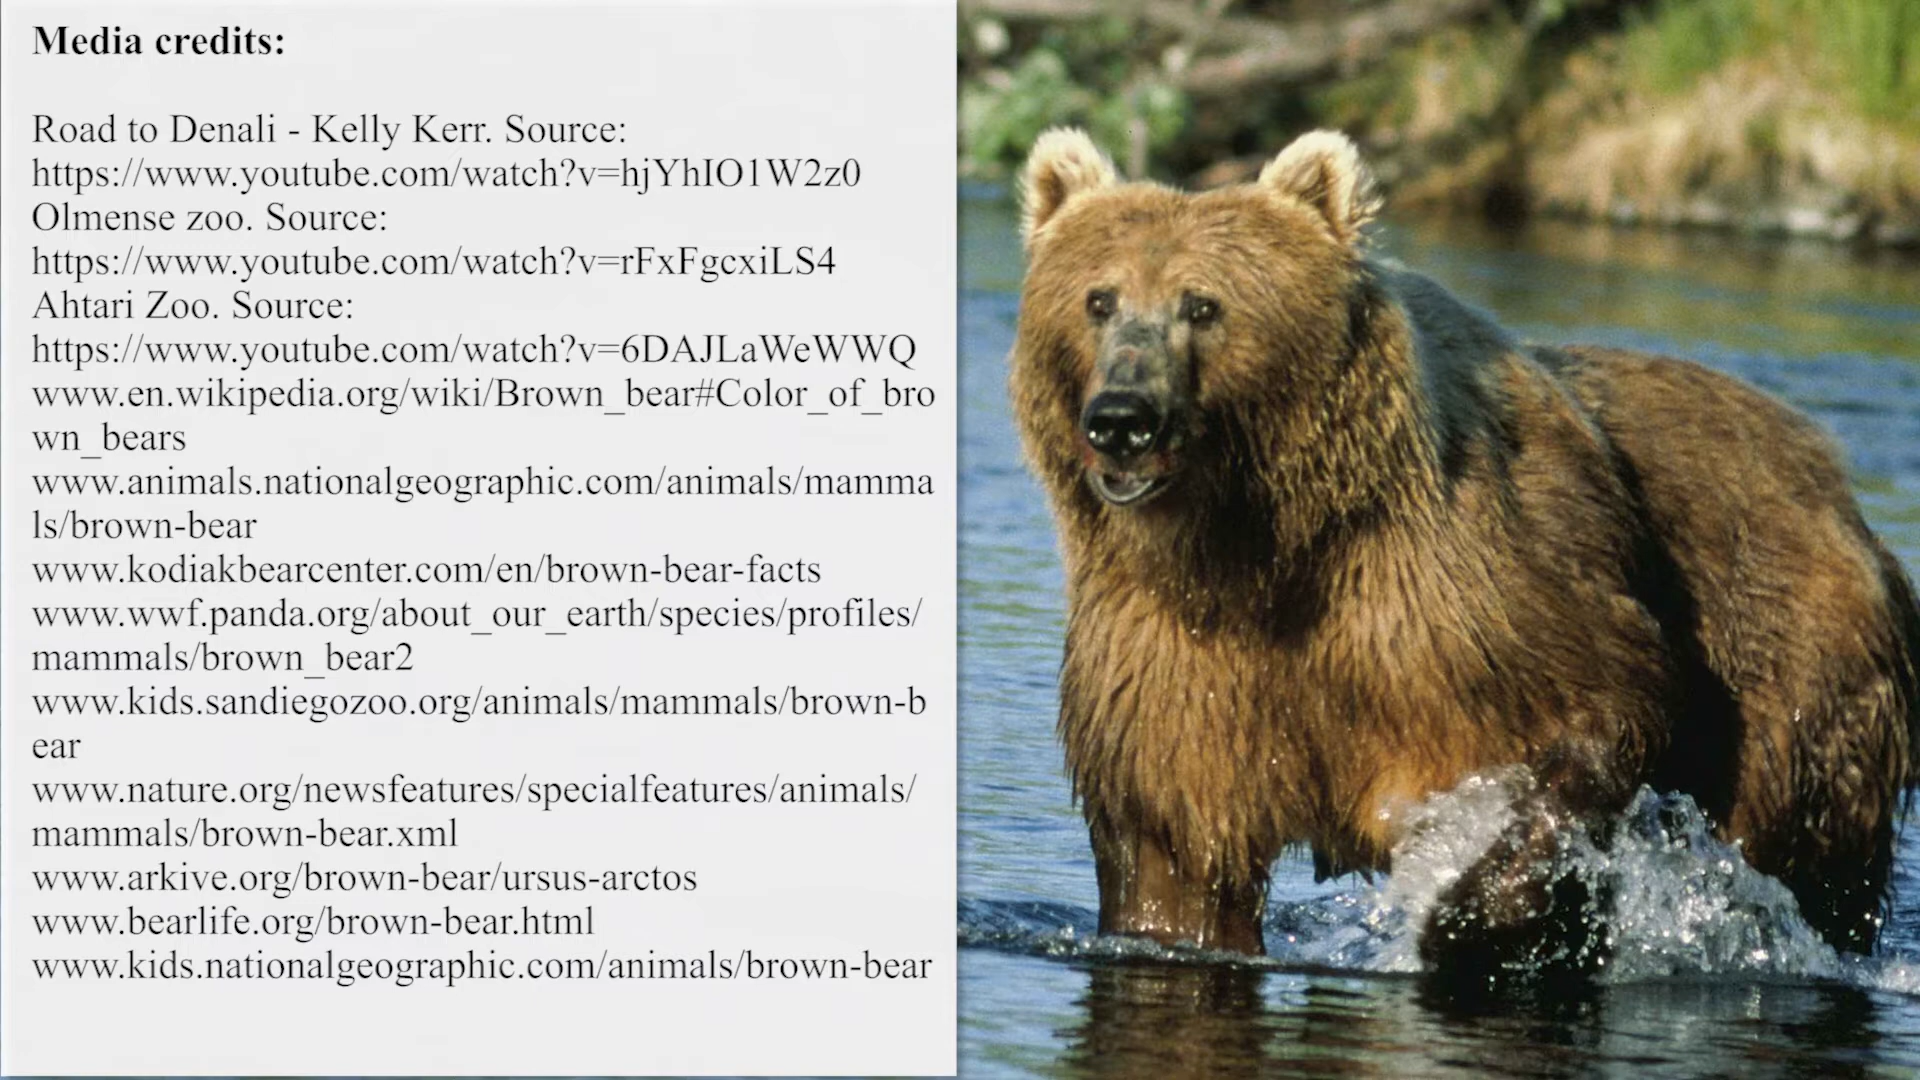 Media credits:
Road to Denali - Kelly Kerr. Source:
https://www.youtube.com/watch?v=hjYhIO1W2z0
Olmense zoo. Source:
https://www.youtube.com/watch?v=rFxFgcxiLS4
Ahtari Zoo. Source:
https://www.youtube.com/watch?v=6DAJLaWeWWQ
www.en.wikipedia.org/wiki/Brown_bear#Color_of_bro
wn_bears
www.animals.nationalgeographic.com/animals/mamma
ls/brown-bear
www.kodiakbearcenter.com/en/brown-bear-facts
www.wwf.panda.org/about_our_earth/species/profiles/
mammals/brown_bear2
www.kids.sandiegozoo.org/animals/mammals/brown-b
ear
www.nature.org/newsfeatures/specialfeatures/animals/
mammals/brown-bear.xml
www.arkive.org/brown-bear/ursus-arctos
www.bearlife.org/brown-bear.html
www.kids.nationalgeographic.com/animals/brown-bear